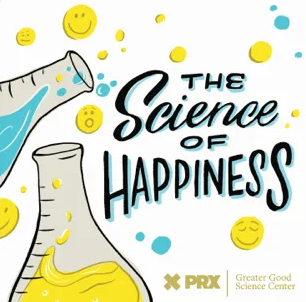 THE
Science
OF
HAPPINESS
PRX
Greater Good
Science Center